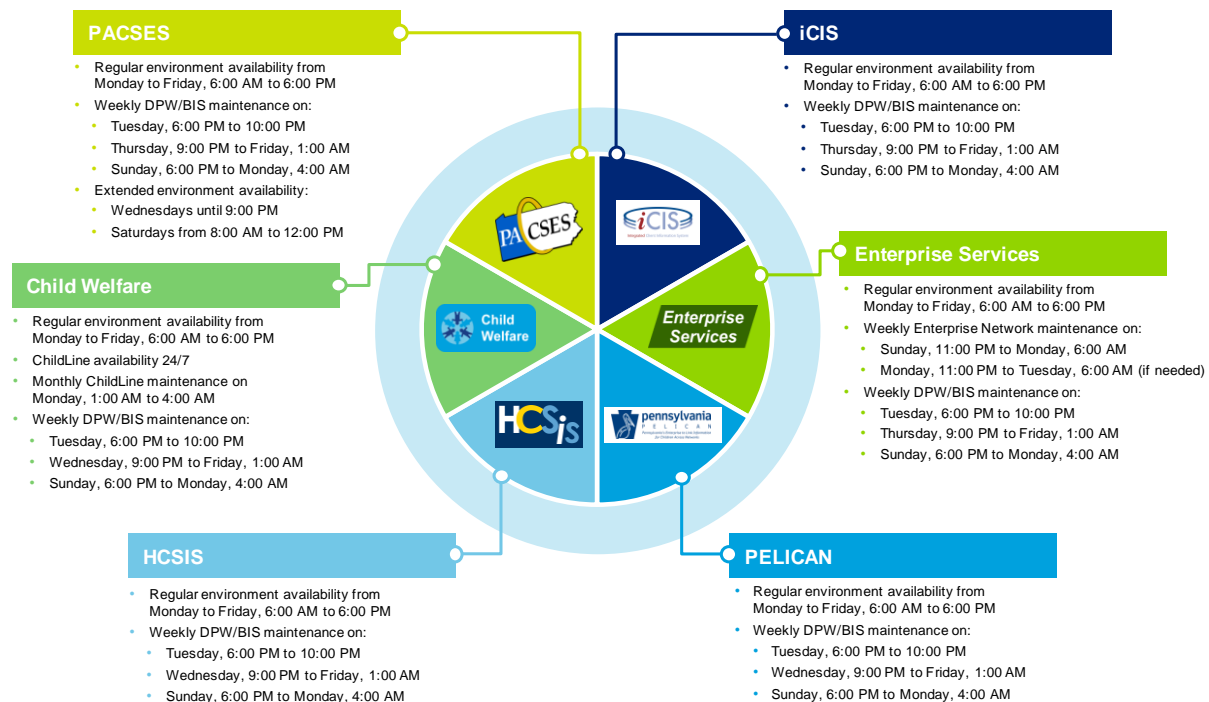 PACSES
• Regular environment availability from
Monday to Friday, 6:00 AM to 6:00 PM
• Weekly DPW/BIS maintenance on:
• Tuesday, 6:00 PM to 10:00 PM
• Thursday, 9:00 PM to Friday, 1:00 AM
• Sunday, 6:00 PM to Monday, 4:00 AM
• Extended environment availability:
• Wednesdays until 9:00 PM
• Saturdays from 8:00 AM to 12:00 PM
iCIS
• Regular environment availability from
Monday to Friday, 6:00 AM to 6:00 PM
• Weekly DPW/BIS maintenance on:
• Tuesday, 6:00 PM to 10:00 PM
• Thursday, 9:00 PM to Friday, 1:00 AM
• Sunday, 6:00 PM to Monday, 4:00 AM
PACSES
iCIS
Child
Welfare
Enterprise
Services
HCSis
pennsylvania
PELICAN
Child Welfare
• Regular environment availability from
Monday to Friday, 6:00 AM to 6:00 PM
• ChildLine availability 24/7
• Monthly ChildLine maintenance on
Monday, 1:00 AM to 4:00 AM
• Weekly DPW/BIS maintenance on:
• Tuesday, 6:00 PM to 10:00 PM
• Wednesday, 9:00 PM to Friday, 1:00 AM
• Sunday, 6:00 PM to Monday, 4:00 AM
Enterprise Services
• Regular environment availability from
Monday to Friday, 6:00 AM to 6:00 PM
• Weekly Enterprise Network maintenance on:
• Sunday, 11:00 PM to Monday, 6:00 AM
• Monday, 11:00 PM to Tuesday, 6:00 AM (if needed)
• Weekly DPW/BIS maintenance on:
• Tuesday, 6:00 PM to 10:00 PM
• Thursday, 9:00 PM to Friday, 1:00 AM
• Sunday, 6:00 PM to Monday, 4:00 AM
HCSIS
• Regular environment availability from
Monday to Friday, 6:00 AM to 6:00 PM
• Weekly DPW/BIS maintenance on:
• Tuesday, 6:00 PM to 10:00 PM
• Wednesday, 9:00 PM to Friday, 1:00 AM
• Sunday, 6:00 PM to Monday, 4:00 AM
PELICAN
• Regular environment availability from
Monday to Friday, 6:00 AM to 6:00 PM
• Weekly DPW/BIS maintenance on:
• Tuesday, 6:00 PM to 10:00 PM
• Wednesday, 9:00 PM to Friday, 1:00 AM
• Sunday, 6:00 PM to Monday, 4:00 AM